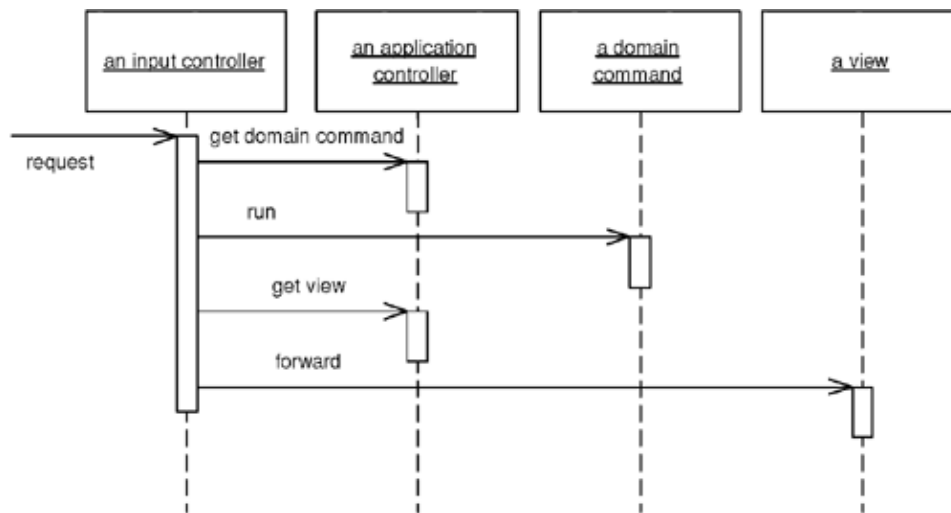 an input controller
an application
controller
a domain
command
a view
request
get domain command
run
get view
forward